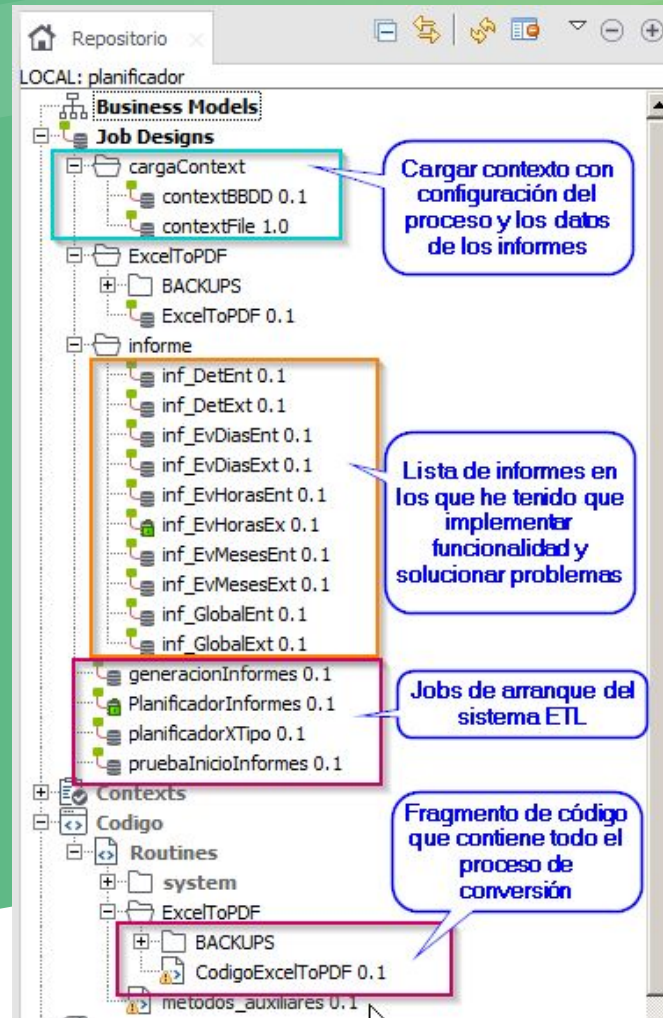 Repositorio
LOCAL: planificador
Business Models
Job Designs
cargaContext
contextBBDD 0.1
contextFile 1.0
Cargar contexto con
configuración del
proceso y los datos
de los informes
ExcelToPDF
BACKUPS
ExcelToPDF 0.1
informe
inf_DetEnt 0.1
inf_DetExt 0.1
inf_EvDiasEnt 0.1
inf_EvDiasExt 0.1
inf_EvHorasEnt 0.1
inf_EvHorasEx 0.1
inf_EvMesesEnt 0.1
inf_EvMesesExt 0.1
inf_GlobalEnt 0.1
inf_GlobalExt 0.1
Lista de informes en
los que he tenido que
implementar
funcionalidad y
solucionar problemas
generacionInformes 0.1
PlanificadorInformes 0.1
planificadorXTipo 0.1
pruebaInicioInformes 0.1
Jobs de arranque del
sistema ETL
Contexts
Codigo
Routines
system
ExcelToPDF
BACKUPS
CodigoExcelToPDF 0.1
Fragmento de código
que contiene todo el
proceso de
conversión
metodos_auxiliares 0.1